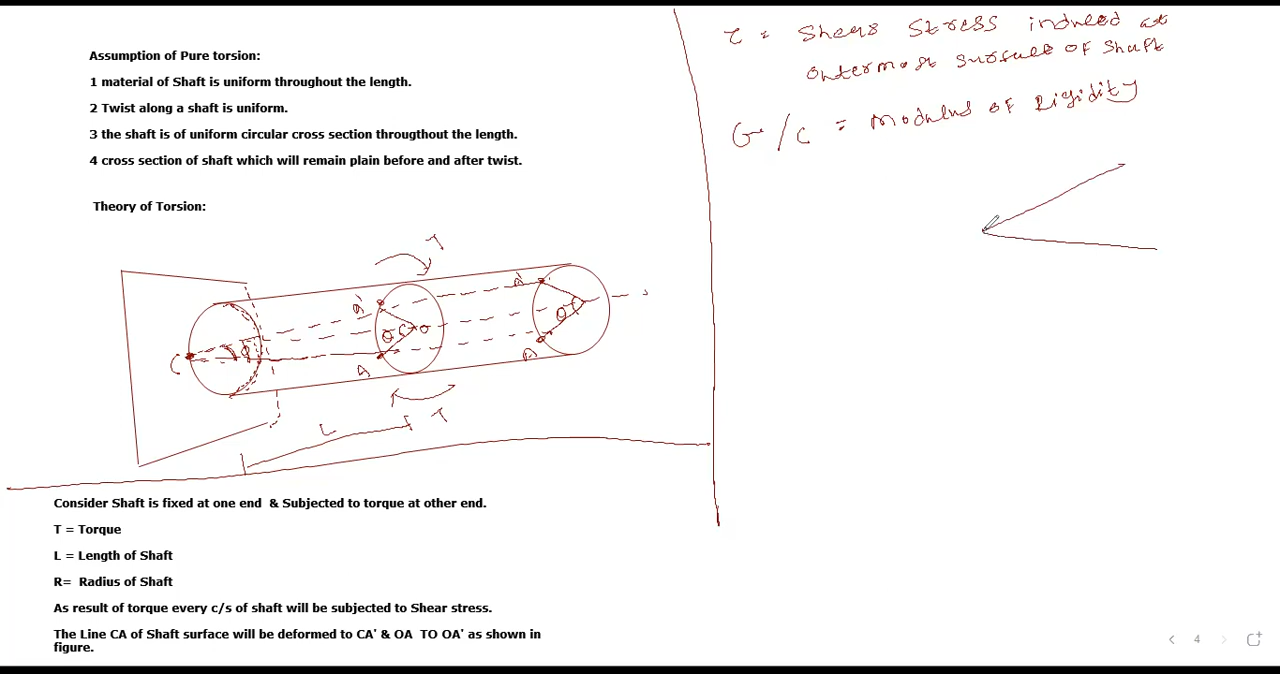 Assumption of Pure torsion:
1 material of Shaft is uniform throughout the length.
2 Twist along a shaft is uniform.
3 the shaft is of uniform circular cross section througthout the length.
4 cross section of shaft which will remain plain before and after twist.
Theory of Torsion:
T
A'
A'
θ
O
θ
C
φ
A
A
T
L
Consider Shaft is fixed at one end & Subjected to torque at other end.
T = Torque
L = Length of Shaft
R= Radius of Shaft
As result of torque every c/s of shaft will be subjected to Shear stress.
The Line CA of Shaft surface will be deformed to CA' & OA TO OA' as shown in
figure.
τ = Shear Stress induced at
outermost surface of Shaft
G/C = Modulus of Rigidity
4